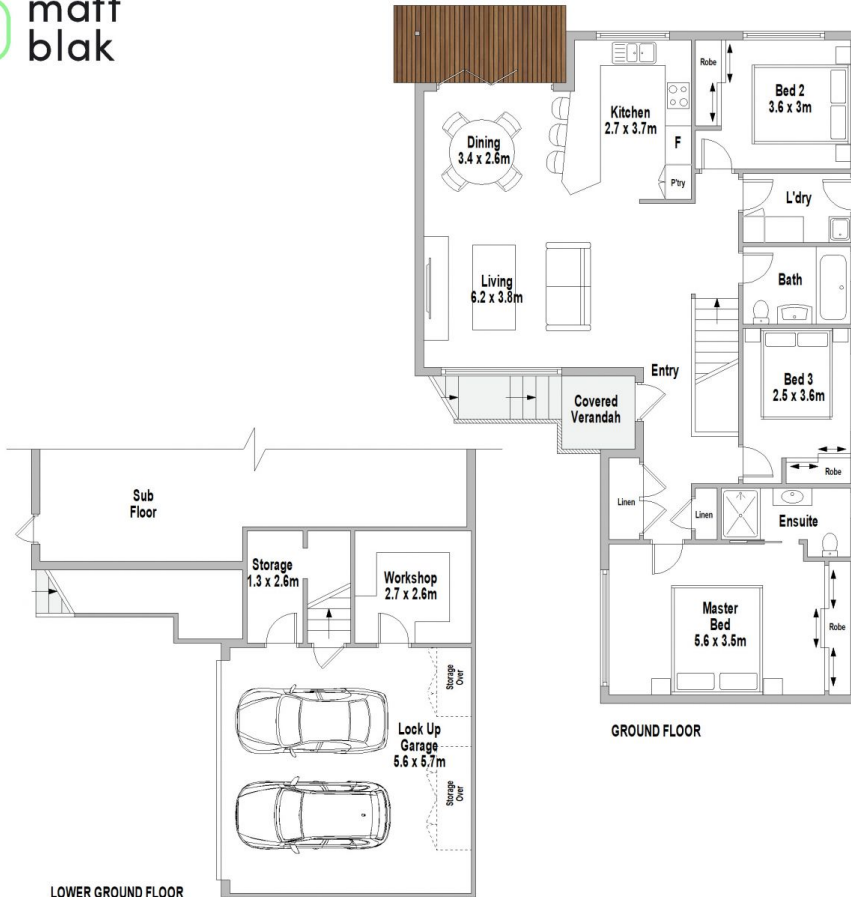 matt
blak
Robe
Bed 2
3.6 x 3m
Kitchen
2.7 x 3.7m
Dining
3.4 x 2.6m
F
P'try
L'dry
Bath
Living
6.2 x 3.8m
Entry
Bed 3
2.5 x 3.6m
Covered
Verandah
Robe
Linen
Linen
Ensuite
Master
Bed
5.6 x 3.5m
Robe
GROUND FLOOR
Sub
Floor
Storage
1.3 x 2.6m
Workshop
2.7 x 2.6m
Storage
Over
Lock Up
Garage
5.6 x 5.7m
Storage
Over
LOWER GROUND FLOOR